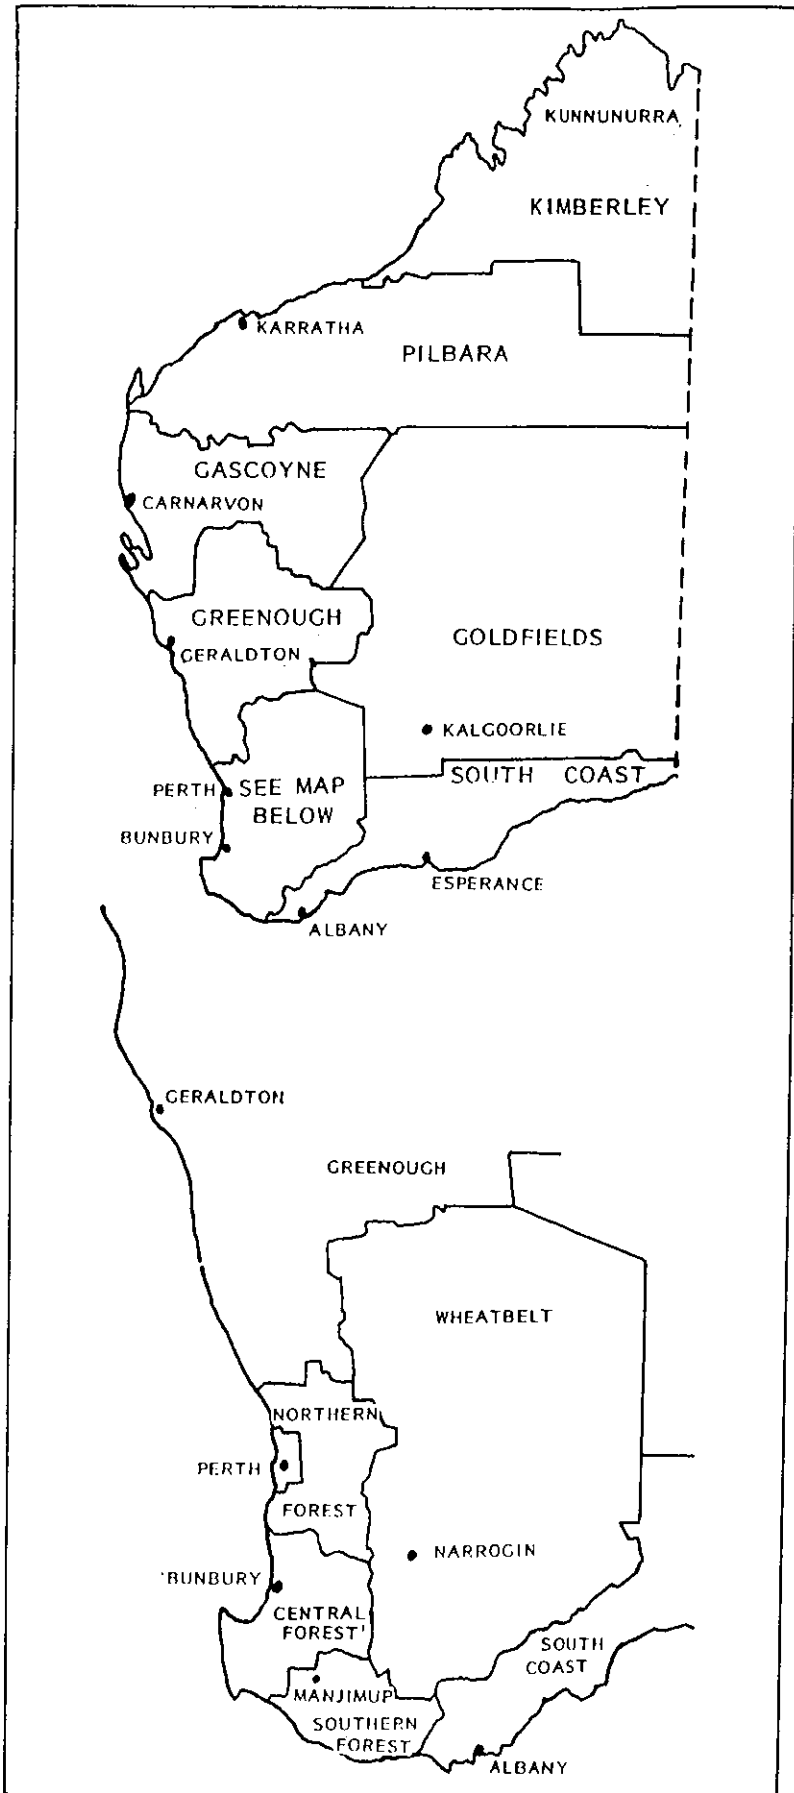 KUNNUNURRA
KIMBERLEY
KARRATHA
PILBARA
GASCOYNE
CARNARVON
GREENOUGH
GERALDTON
GOLDFIELDS
KALGOORLIE
SOUTH COAST
PERTH
SEE MAP
BELOW
BUNBURY
ESPERANCE
ALBANY
GERALDTON
GREENOUGH
WHEATBELT
NORTHERN
PERTH
FOREST
NARROGIN
BUNBURY
CENTRAL
FOREST
SOUTH
COAST
MANJIMUP
SOUTHERN
FOREST
ALBANY